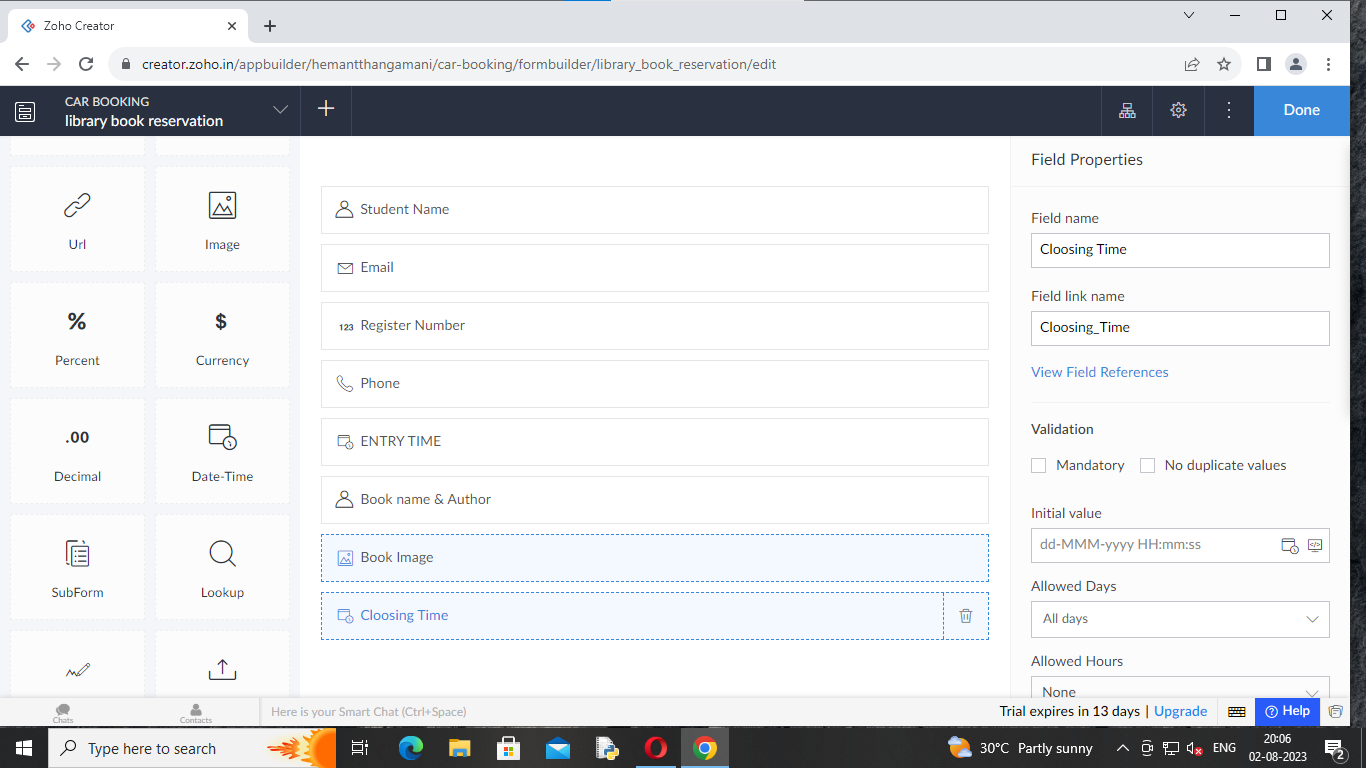 Zoho Creator
creator.zoho.in/appbuilder/hemantthangamani/car-booking/formbuilder/library_book_reservation/edit
CAR BOOKING
library book reservation
Done
Url
Image
%
Percent
$
Currency
.00
Decimal
Date-Time
SubForm
Lookup
Student Name
Email
123 Register Number
Phone
ENTRY TIME
Book name & Author
Book Image
Cloosing Time
Field Properties
Field name
Cloosing Time
Field link name
Cloosing_Time
View Field References
Validation
Mandatory
No duplicate values
Initial value
dd-MMM-yyyy HH:mm:ss
Allowed Days
All days
Allowed Hours
None
Chats
Contacts
Here is your Smart Chat (Ctrl+Space)
Trial expires in 13 days | Upgrade
Help
Type here to search
30°C Partly sunny
ENG
20:06
02-08-2023
2